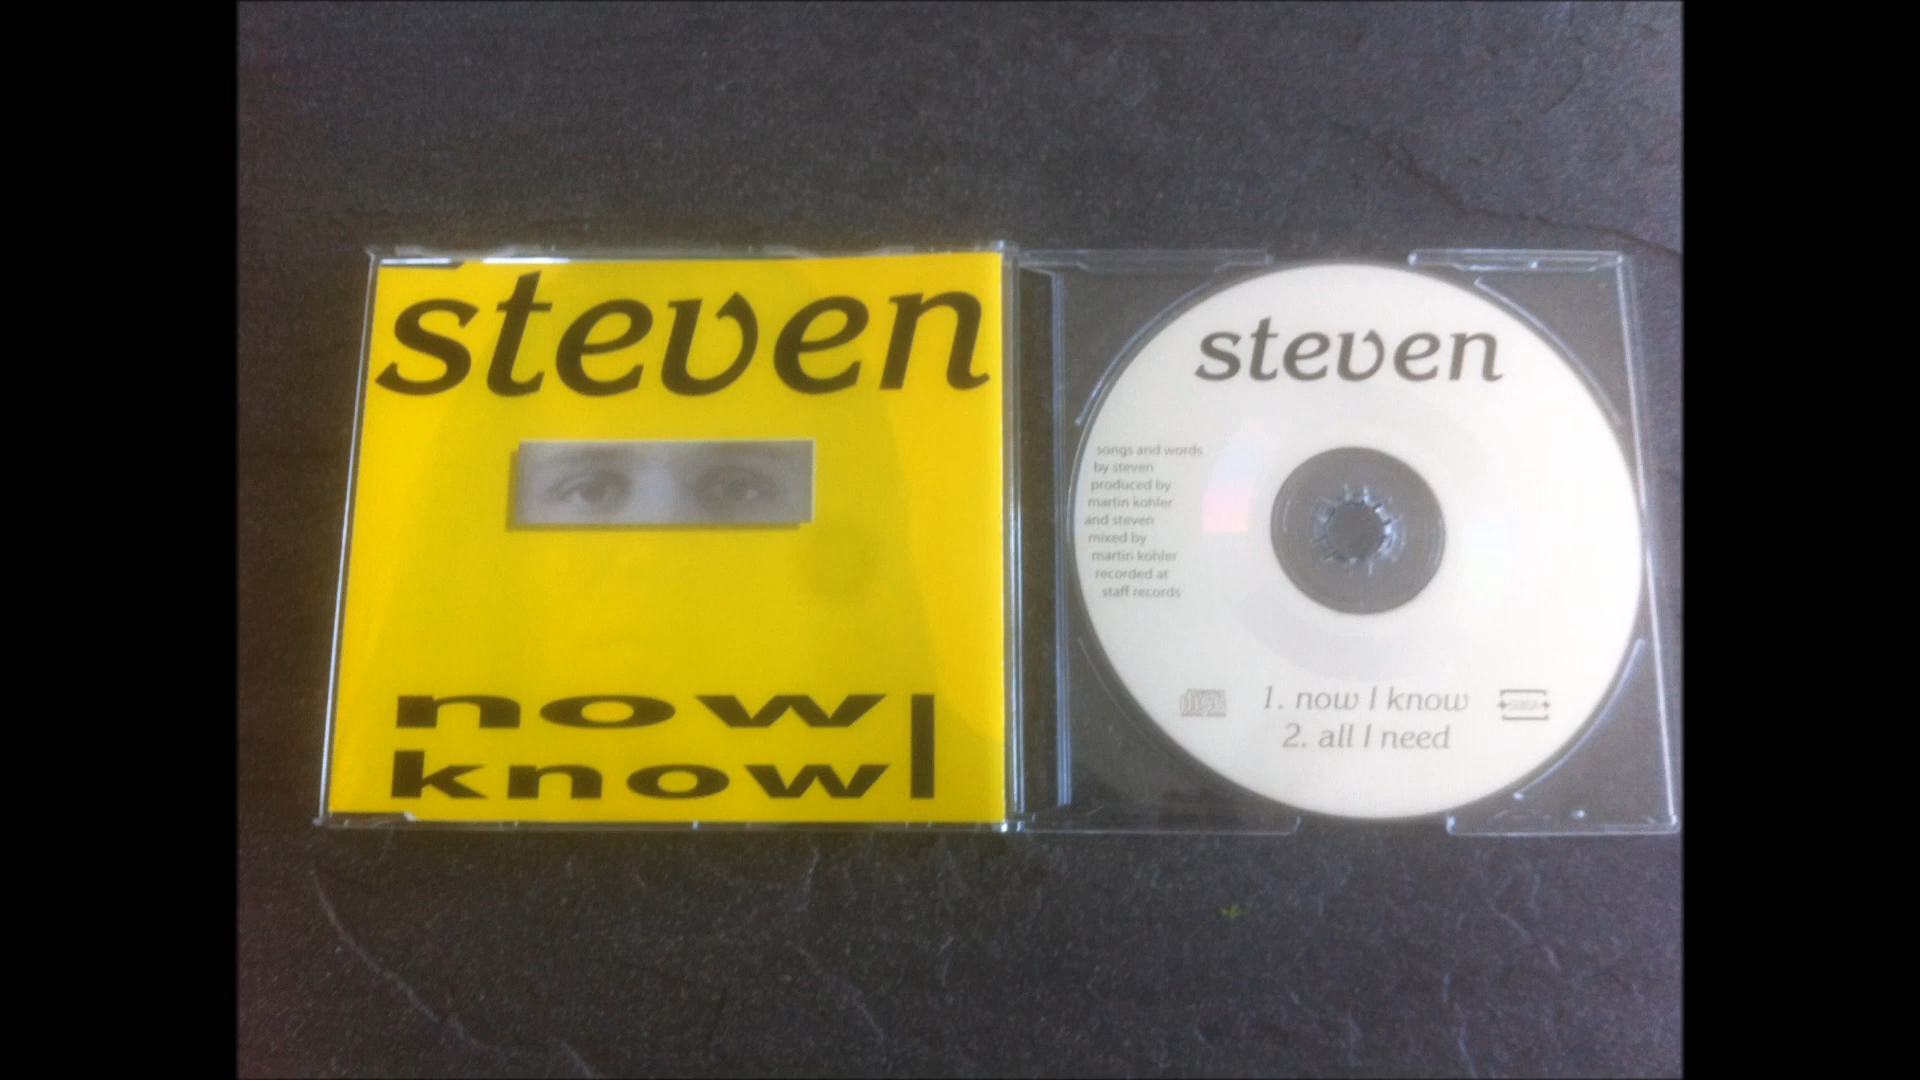 steven
now I
know
steven
songs and words
by steven
produced by
martin kohler
and steven
mixed by
martin kohler
recorded at
staff records
1. now I know
2. all I need